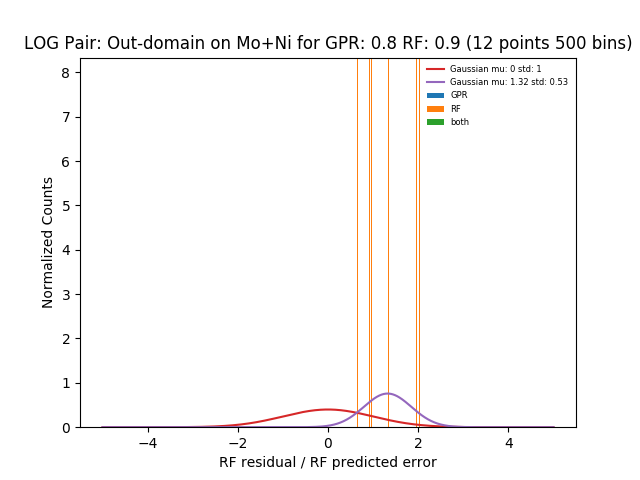 LOG Pair: Out-domain on Mo+Ni for GPR: 0.8 RF: 0.9 (12 points 500 bins)
Normalized Counts
8
7
6
5
4
3
2
1
0
Gaussian mu: 0 std: 1
Gaussian mu: 1.32 std: 0.53
GPR
RF
both
−4 −2 0 2 4
RF residual / RF predicted error